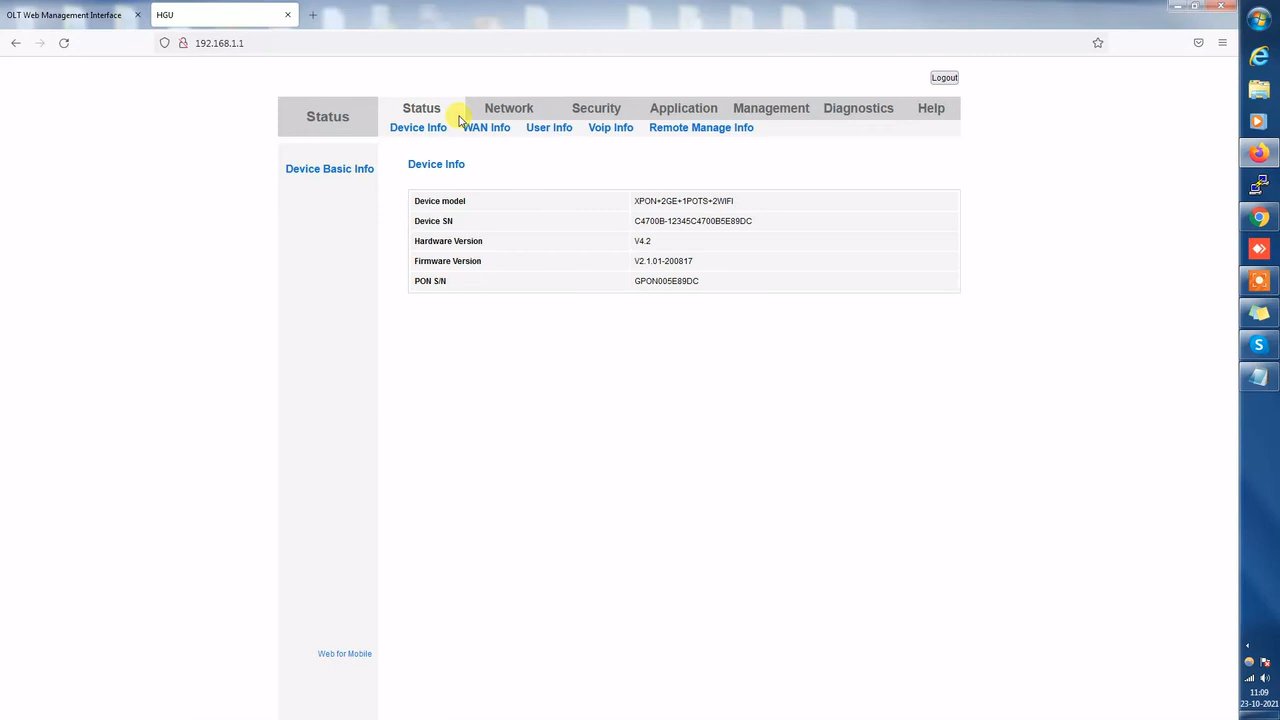 OLT Web Management Interface
HGU
192.168.1.1
Logout
Status
Status Network Security Application Management Diagnostics Help
Device Info WAN Info User Info Voip Info Remote Manage Info
Device Basic Info
Device Info
Device model XPON+2GE+1POTS+2WIFI
Device SN C4700B-12345C4700B5E89DC
Hardware Version V4.2
Firmware Version V2.1.01-200817
PON S/N GPON005E89DC
Web for Mobile
11:09
23-10-2021